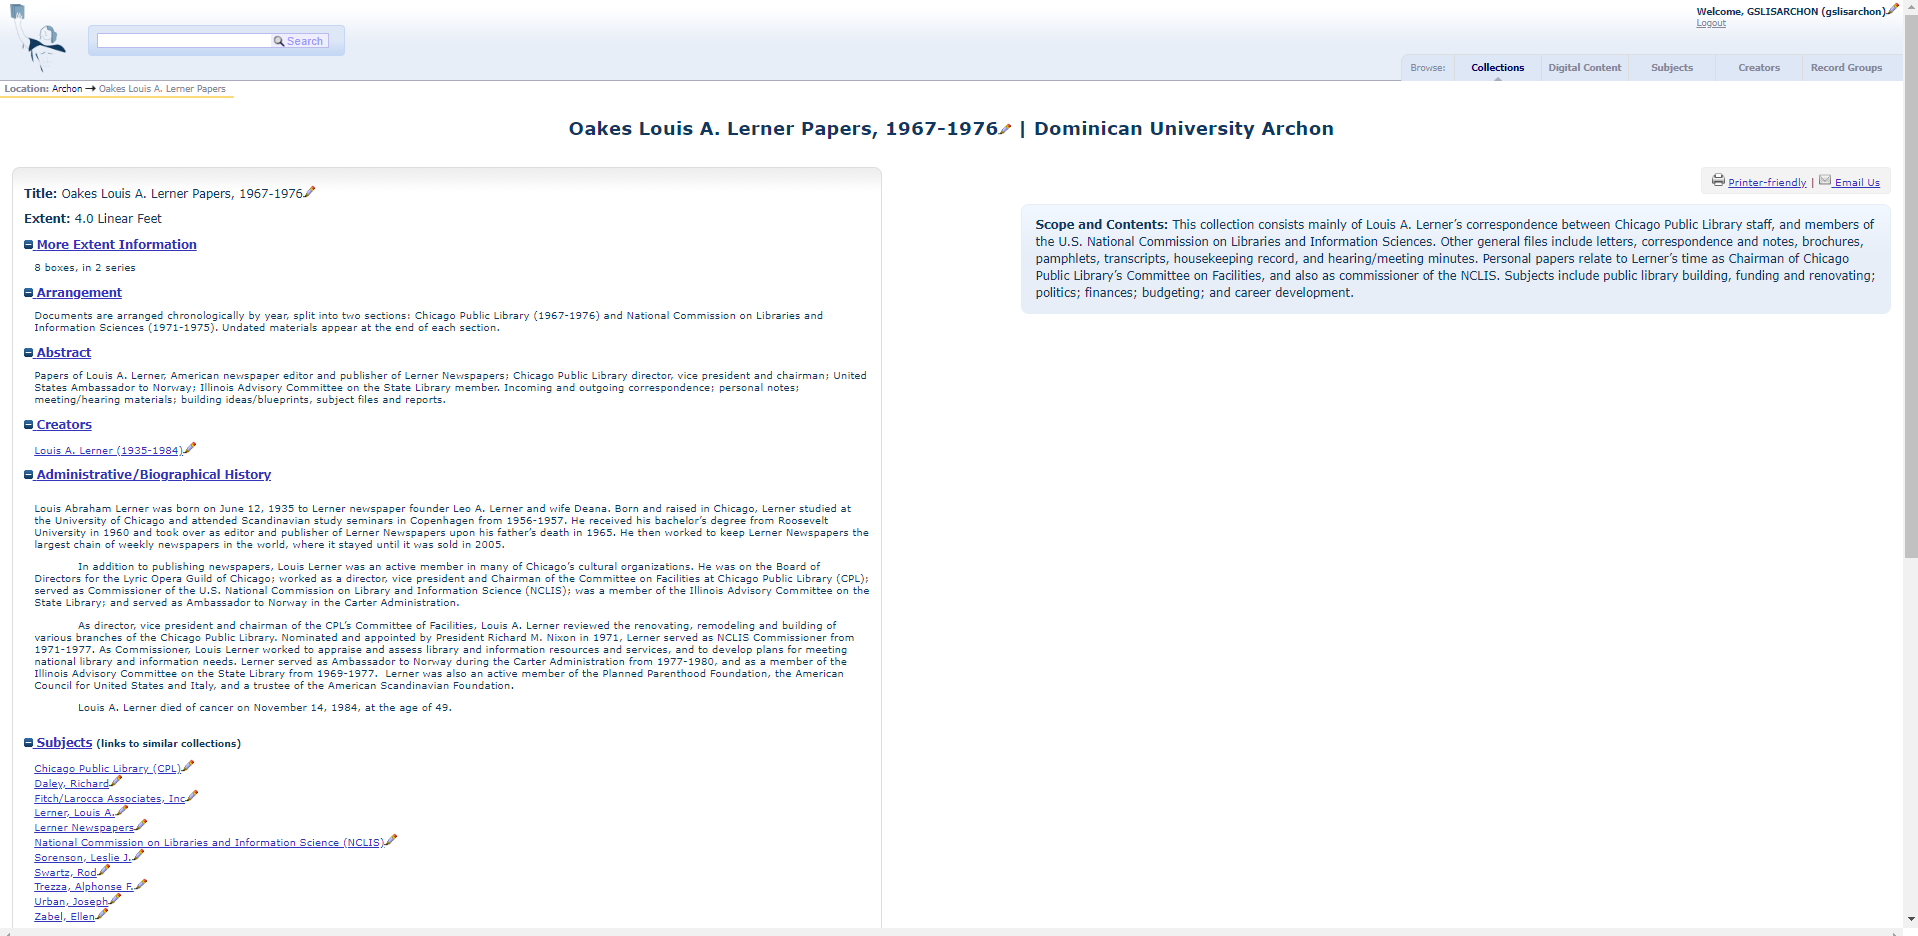 Welcome, GSLISARCHON (gslisarchon)
Logout
Search
Browse:
Collections
Digital Content
Subjects
Creators
Record Groups
Location: Archon → Oakes Louis A. Lerner Papers
Oakes Louis A. Lerner Papers, 1967-1976 | Dominican University Archon
Title: Oakes Louis A. Lerner Papers, 1967-1976
Extent: 4.0 Linear Feet
More Extent Information
8 boxes, in 2 series
Arrangement
Documents are arranged chronologically by year, split into two sections: Chicago Public Library (1967-1976) and National Commission on Libraries and
Information Sciences (1971-1975). Undated materials appear at the end of each section.
Abstract
Papers of Louis A. Lerner, American newspaper editor and publisher of Lerner Newspapers; Chicago Public Library director, vice president and chairman; United
States Ambassador to Norway; Illinois Advisory Committee on the State Library member. Incoming and outgoing correspondence; personal notes;
meeting/hearing materials; building ideas/blueprints, subject files and reports.
Creators
Louis A. Lerner (1935-1984)
Administrative/Biographical History
Louis Abraham Lerner was born on June 12, 1935 to Lerner newspaper founder Leo A. Lerner and wife Deana. Born and raised in Chicago, Lerner studied at
the University of Chicago and attended Scandinavian study seminars in Copenhagen from 1956-1957. He received his bachelor’s degree from Roosevelt
University in 1960 and took over as editor and publisher of Lerner Newspapers upon his father’s death in 1965. He then worked to keep Lerner Newspapers the
largest chain of weekly newspapers in the world, where it stayed until it was sold in 2005.
In addition to publishing newspapers, Louis Lerner was an active member in many of Chicago’s cultural organizations. He was on the Board of
Directors for the Lyric Opera Guild of Chicago; worked as a director, vice president and Chairman of the Committee on Facilities at Chicago Public Library (CPL);
served as Commissioner of the U.S. National Commission on Library and Information Science (NCLIS); was a member of the Illinois Advisory Committee on the
State Library; and served as Ambassador to Norway in the Carter Administration.
As director, vice president and chairman of the CPL’s Committee of Facilities, Louis A. Lerner reviewed the renovating, remodeling and building of
various branches of the Chicago Public Library. Nominated and appointed by President Richard M. Nixon in 1971, Lerner served as NCLIS Commissioner from
1971-1977. As Commissioner, Louis Lerner worked to appraise and assess library and information resources and services, and to develop plans for meeting
national library and information needs. Lerner served as Ambassador to Norway during the Carter Administration from 1977-1980, and as a member of the
Illinois Advisory Committee on the State Library from 1969-1977.  Lerner was also an active member of the Planned Parenthood Foundation, the American
Council for United States and Italy, and a trustee of the American Scandinavian Foundation.
Louis A. Lerner died of cancer on November 14, 1984, at the age of 49.
Subjects (links to similar collections)
Chicago Public Library (CPL)
Daley, Richard
Fitch/Larocca Associates, Inc
Lerner, Louis A.
Lerner Newspapers
National Commission on Libraries and Information Science (NCLIS)
Sorenson, Leslie J.
Swartz, Rod
Trezza, Alphonse F.
Urban, Joseph
Zabel, Ellen
Printer-friendly | Email Us
Scope and Contents: This collection consists mainly of Louis A. Lerner’s correspondence between Chicago Public Library staff, and members of
the U.S. National Commission on Libraries and Information Sciences. Other general files include letters, correspondence and notes, brochures,
pamphlets, transcripts, housekeeping record, and hearing/meeting minutes. Personal papers relate to Lerner’s time as Chairman of Chicago
Public Library’s Committee on Facilities, and also as commissioner of the NCLIS. Subjects include public library building, funding and renovating;
politics; finances; budgeting; and career development.